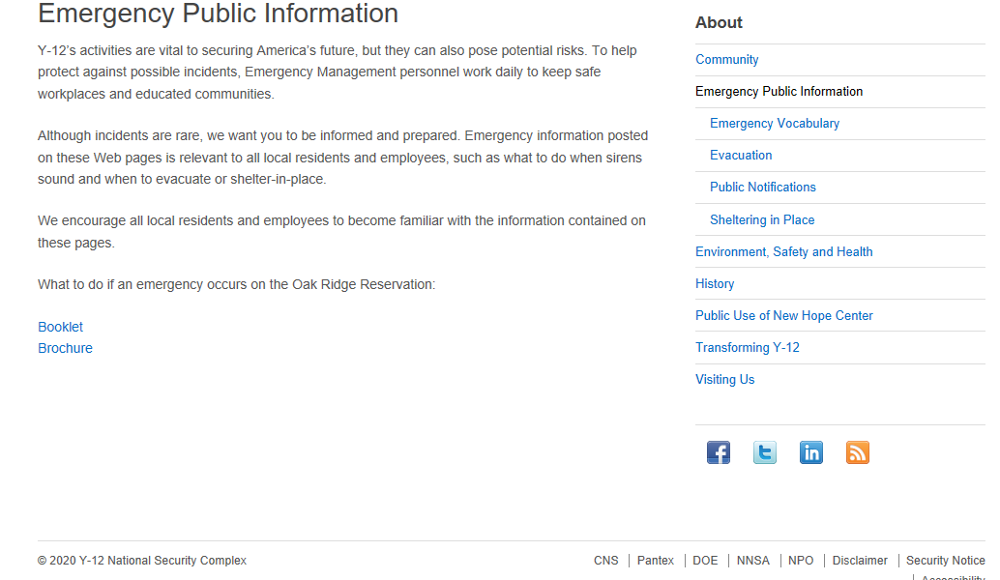 Emergency Public Information
Y-12's activities are vital to securing America's future, but they can also pose potential risks. To help
protect against possible incidents, Emergency Management personnel work daily to keep safe
workplaces and educated communities.
Although incidents are rare, we want you to be informed and prepared. Emergency information posted
on these Web pages is relevant to all local residents and employees, such as what to do when sirens
sound and when to evacuate or shelter-in-place.
We encourage all local residents and employees to become familiar with the information contained on
these pages.
What to do if an emergency occurs on the Oak Ridge Reservation:
Booklet
Brochure
About
Community
Emergency Public Information
Emergency Vocabulary
Evacuation
Public Notifications
Sheltering in Place
Environment, Safety and Health
History
Public Use of New Hope Center
Transforming Y-12
Visiting Us
© 2020 Y-12 National Security Complex
CNS | Pantex | DOE | NNSA | NPO | Disclaimer | Security Notice
| Accessibility